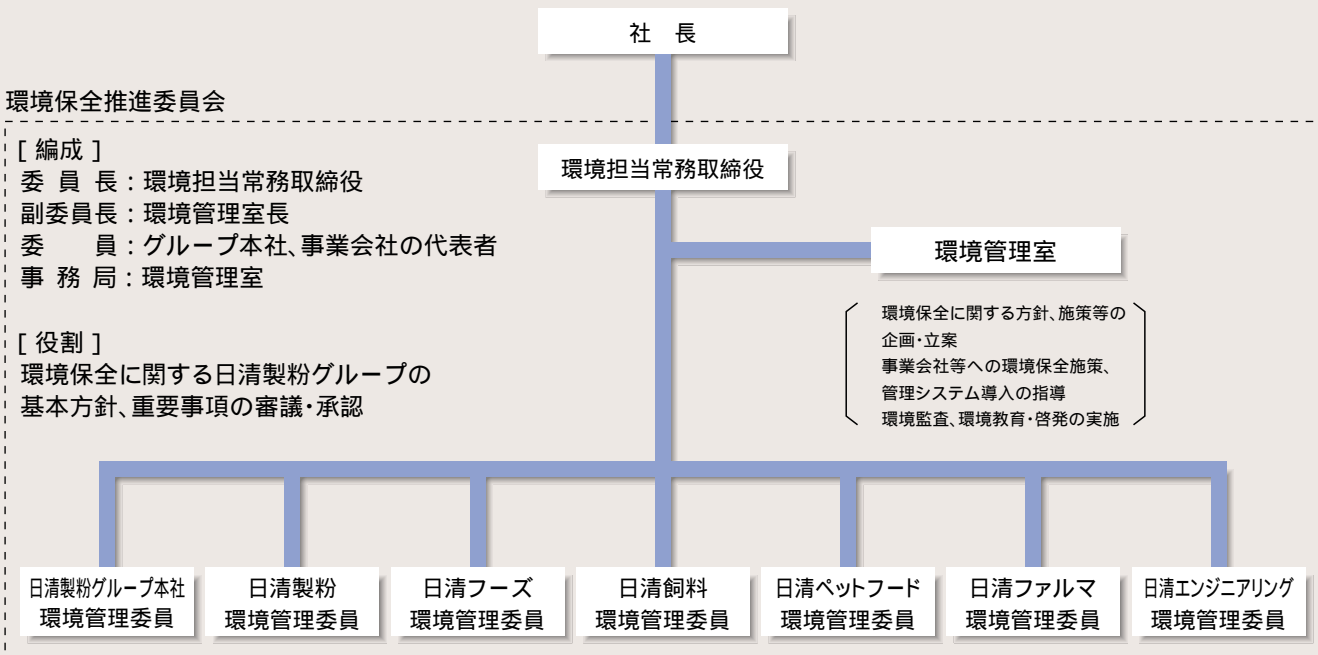 社 長
環境保全推進委員会
[ 編成 ]
委 員 長：環境担当常務取締役
副委員長：環境管理室長
委 員：グループ本社、事業会社の代表者
事 務 局：環境管理室
[ 役割 ]
環境保全に関する日清製粉グループの
基本方針、重要事項の審議・承認
環境担当常務取締役
環境管理室
環境保全に関する方針、施策等の
企画・立案
事業会社等への環境保全施策、
管理システム導入の指導
環境監査、環境教育・啓発の実施
日清製粉グループ本社
環境管理委員
日清製粉
環境管理委員
日清フーズ
環境管理委員
日清飼料
環境管理委員
日清ペットフード
環境管理委員
日清ファルマ
環境管理委員
日清エンジニアリング
環境管理委員